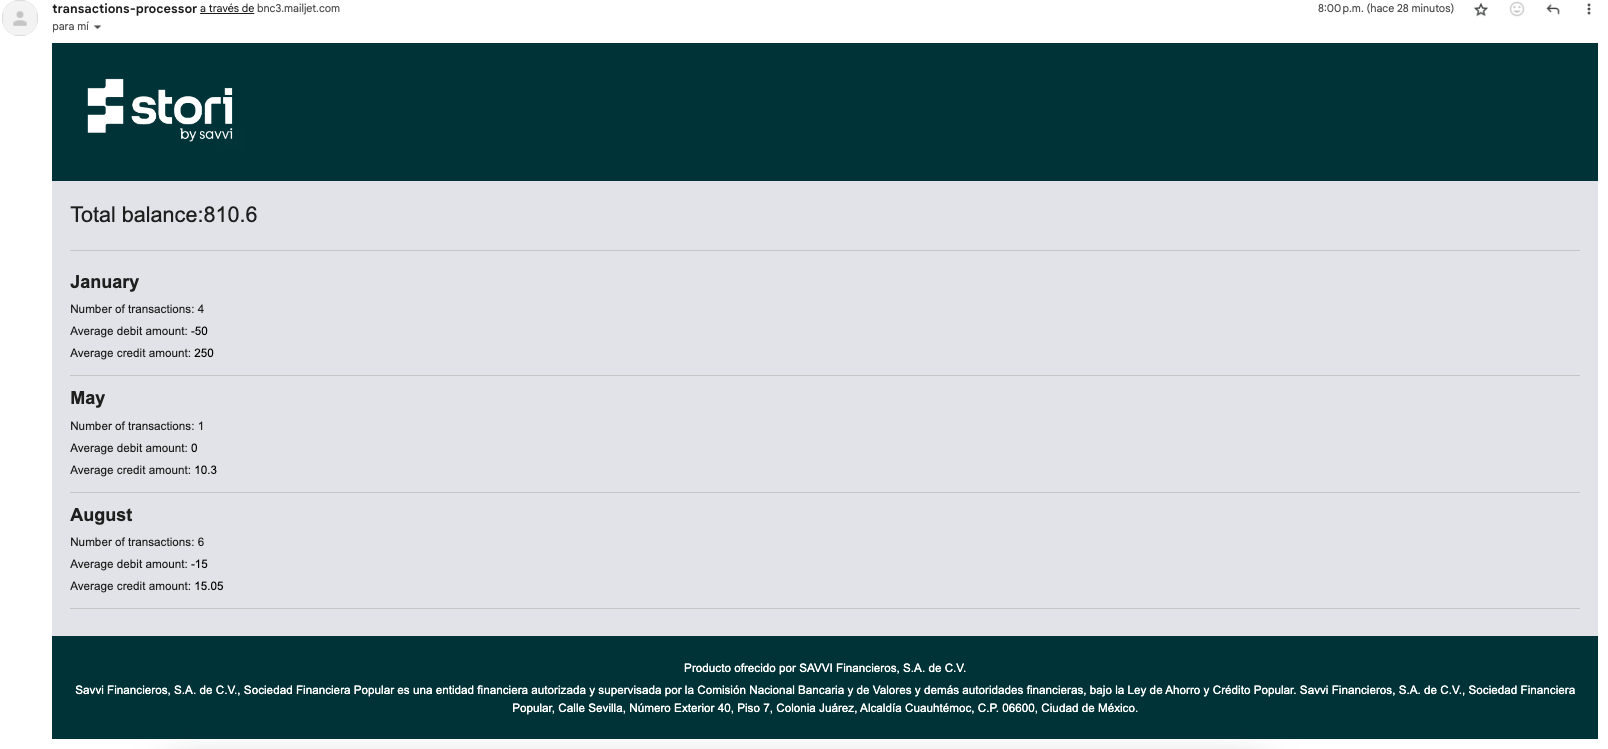 transactions-processor a través de bnc3.mailjet.com
8:00 p.m. (hace 28 minutos)
para mí
stori
by savvi
Total balance:810.6
January
Number of transactions: 4
Average debit amount: -50
Average credit amount: 250
May
Number of transactions: 1
Average debit amount: 0
Average credit amount: 10.3
August
Number of transactions: 6
Average debit amount: -15
Average credit amount: 15.05
Producto ofrecido por SAVVI Financieros, S.A. de C.V.
Savvi Financieros, S.A. de C.V., Sociedad Financiera Popular es una entidad financiera autorizada y supervisada por la Comisión Nacional Bancaria y de Valores y demás autoridades financieras, bajo la Ley de Ahorro y Crédito Popular. Savvi Financieros, S.A. de C.V., Sociedad Financiera
Popular, Calle Sevilla, Número Exterior 40, Piso 7, Colonia Juárez, Alcaldía Cuauhtémoc, C.P. 06600, Ciudad de México.